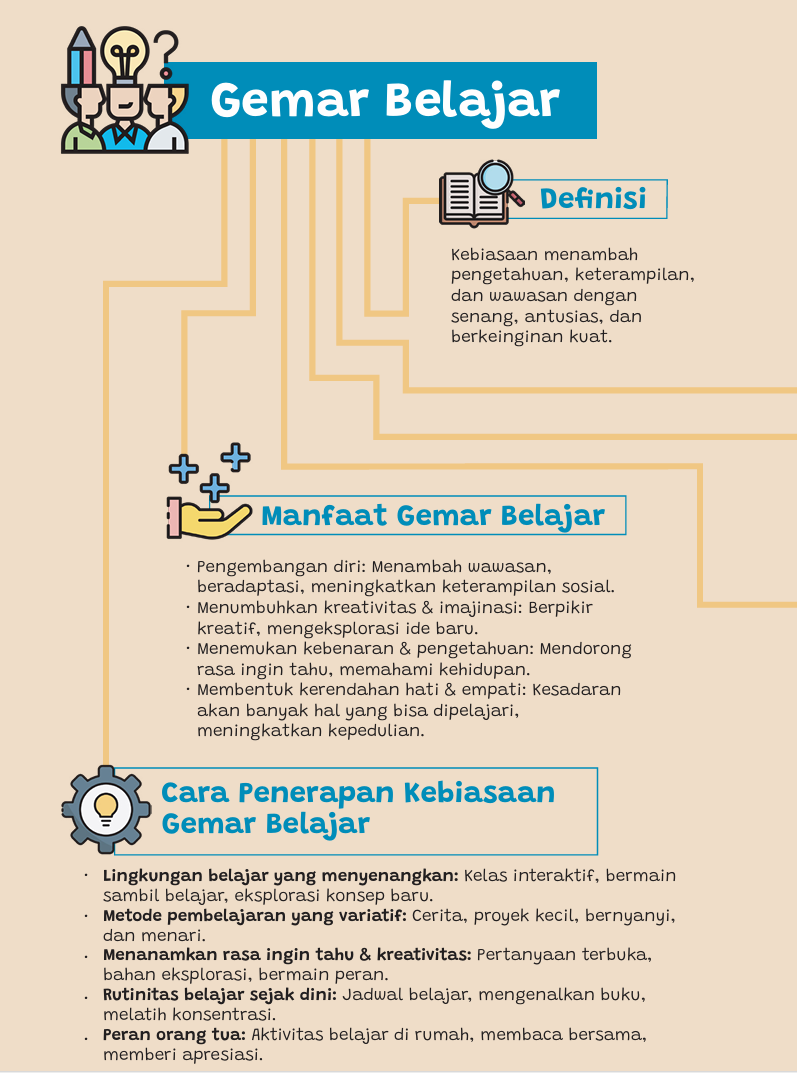 Gemar Belajar
Definisi
Kebiasaan menambah
pengetahuan, keterampilan,
dan wawasan dengan
senang, antusias, dan
berkeinginan kuat.
Manfaat Gemar Belajar
· Pengembangan diri: Menambah wawasan,
beradaptasi, meningkatkan keterampilan sosial.
· Menumbuhkan kreativitas & imajinasi: Berpikir
kreatif, mengeksplorasi ide baru.
· Menemukan kebenaran & pengetahuan: Mendorong
rasa ingin tahu, memahami kehidupan.
· Membentuk kerendahan hati & empati: Kesadaran
akan banyak hal yang bisa dipelajari,
meningkatkan kepedulian.
Cara Penerapan Kebiasaan
Gemar Belajar
· Lingkungan belajar yang menyenangkan: Kelas interaktif, bermain
sambil belajar, eksplorasi konsep baru.
· Metode pembelajaran yang variatif: Cerita, proyek kecil, bernyanyi,
dan menari.
· Menanamkan rasa ingin tahu & kreativitas: Pertanyaan terbuka,
bahan eksplorasi, bermain peran.
· Rutinitas belajar sejak dini: Jadwal belajar, mengenalkan buku,
melatih konsentrasi.
· Peran orang tua: Aktivitas belajar di rumah, membaca bersama,
memberi apresiasi.